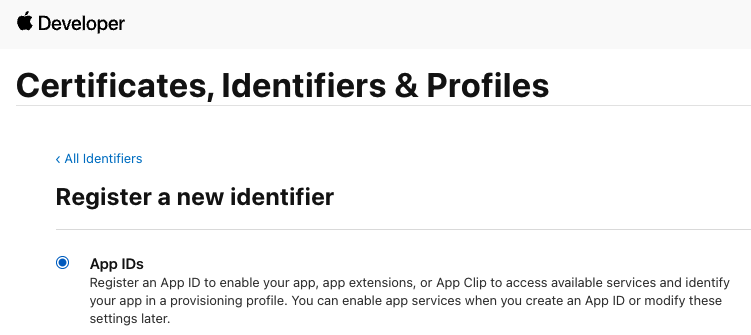 Developer
Certificates, Identifiers & Profiles
‹ All Identifiers
Register a new identifier
App IDs
Register an App ID to enable your app, app extensions, or App Clip to access available services and identify
your app in a provisioning profile. You can enable app services when you create an App ID or modify these
settings later.